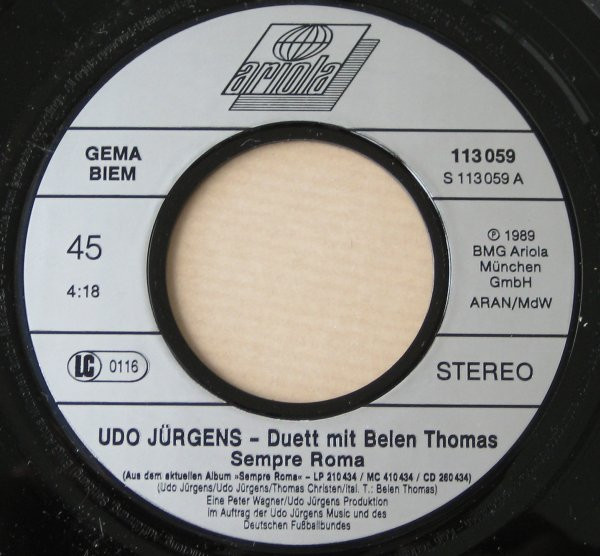 ariola
GEMA
BIEM
113 059
S 113 059 A
45
4:18
℗ 1989
BMG Ariola
München
GmbH
ARAN/MdW
LC 0116
STEREO
UDO JÜRGENS – Duett mit Belen Thomas
Sempre Roma
(Aus dem aktuellen Album »Sempre Roma« – LP 210 434 / MC 410 434 / CD 260 434)
(Udo Jürgens/Udo Jürgens/Thomas Christen/ital. T.: Belen Thomas)
Eine Peter Wagner/Udo Jürgens Produktion
im Auftrag der Udo Jürgens Music und des
Deutschen Fußballbundes